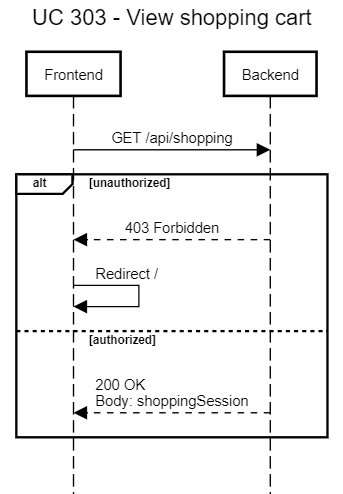 UC 303 - View shopping cart
Frontend
Backend
GET /api/shopping
alt
[unauthorized]
403 Forbidden
Redirect /
[authorized]
200 OK
Body: shoppingSession